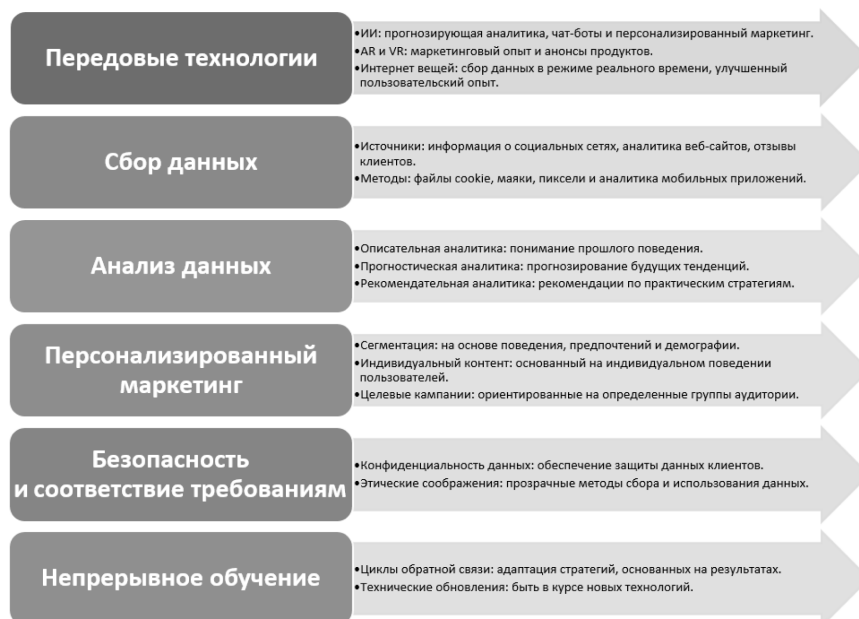 Передовые технологии
•ИИ: прогнозирующая аналитика, чат-боты и персонализированный маркетинг.
•AR и VR: маркетинговый опыт и анонсы продуктов.
•Интернет вещей: сбор данных в режиме реального времени, улучшенный
пользовательский опыт.
Сбор данных
•Источники: информация о социальных сетях, аналитика веб-сайтов, отзывы
клиентов.
•Методы: файлы cookie, маяки, пиксели и аналитика мобильных приложений.
Анализ данных
•Описательная аналитика: понимание прошлого поведения.
•Прогностическая аналитика: прогнозирование будущих тенденций.
•Рекомендательная аналитика: рекомендации по практическим стратегиям.
Персонализированный
маркетинг
•Сегментация: на основе поведения, предпочтений и демографии.
•Индивидуальный контент: основанный на индивидуальном поведении
пользователей.
•Целевые кампании: ориентированные на определенные группы аудитории.
Безопасность
и соответствие требованиям
•Конфиденциальность данных: обеспечение защиты данных клиентов.
•Этические соображения: прозрачные методы сбора и использования данных.
Непрерывное обучение
•Циклы обратной связи: адаптация стратегий, основанных на результатах.
•Технические обновления: быть в курсе новых технологий.